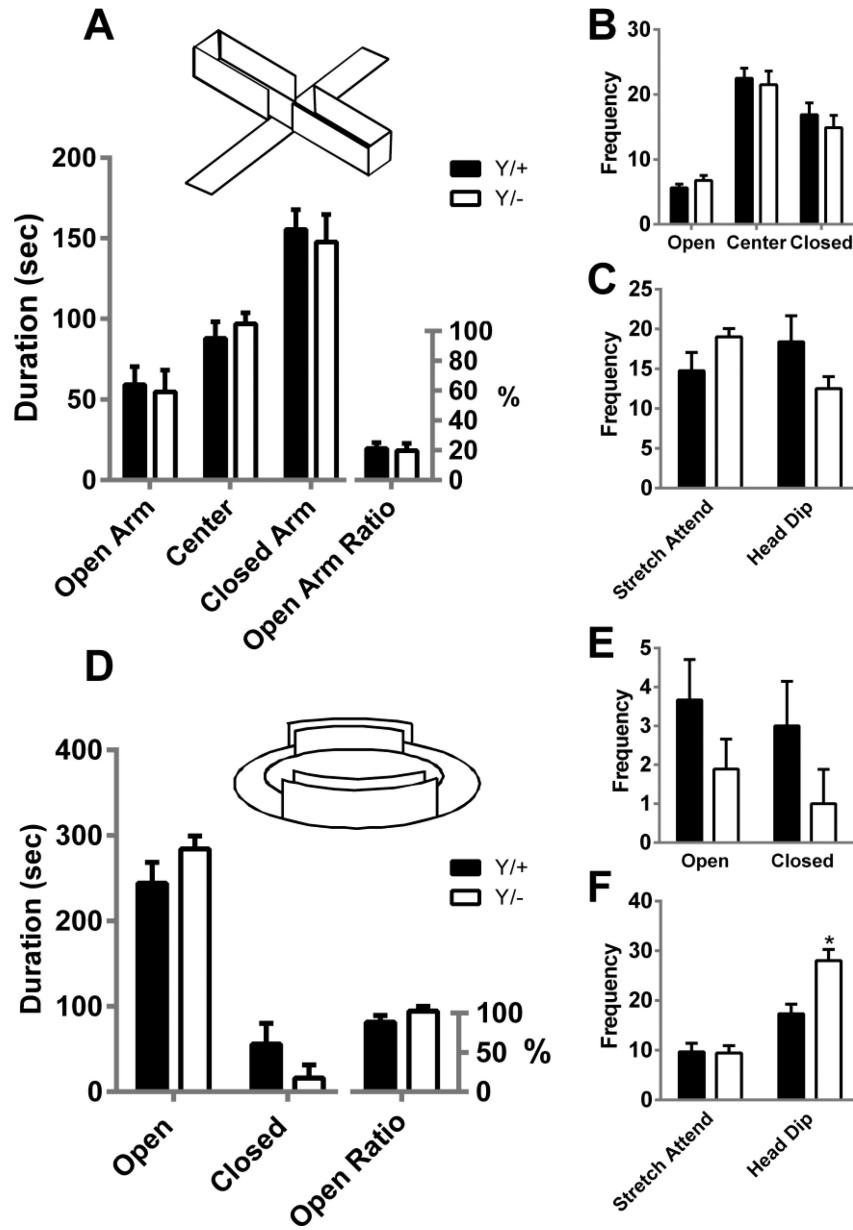 A
Duration (sec)
200
150
100
50
0
Y/+
Y/-
100
80
60
40
20
0
%
Open Arm
Center
Closed Arm
Open Arm Ratio
B
Frequency
30
20
10
0
Open Center Closed
C
Frequency
25
20
15
10
5
0
Stretch Attend
Head Dip
D
Duration (sec)
400
300
200
100
0
Y/+
Y/-
100
50
0
%
Open
Closed
Open Ratio
E
Frequency
5
4
3
2
1
0
Open Closed
F
Frequency
40
30
20
10
0
*
Stretch Attend
Head Dip